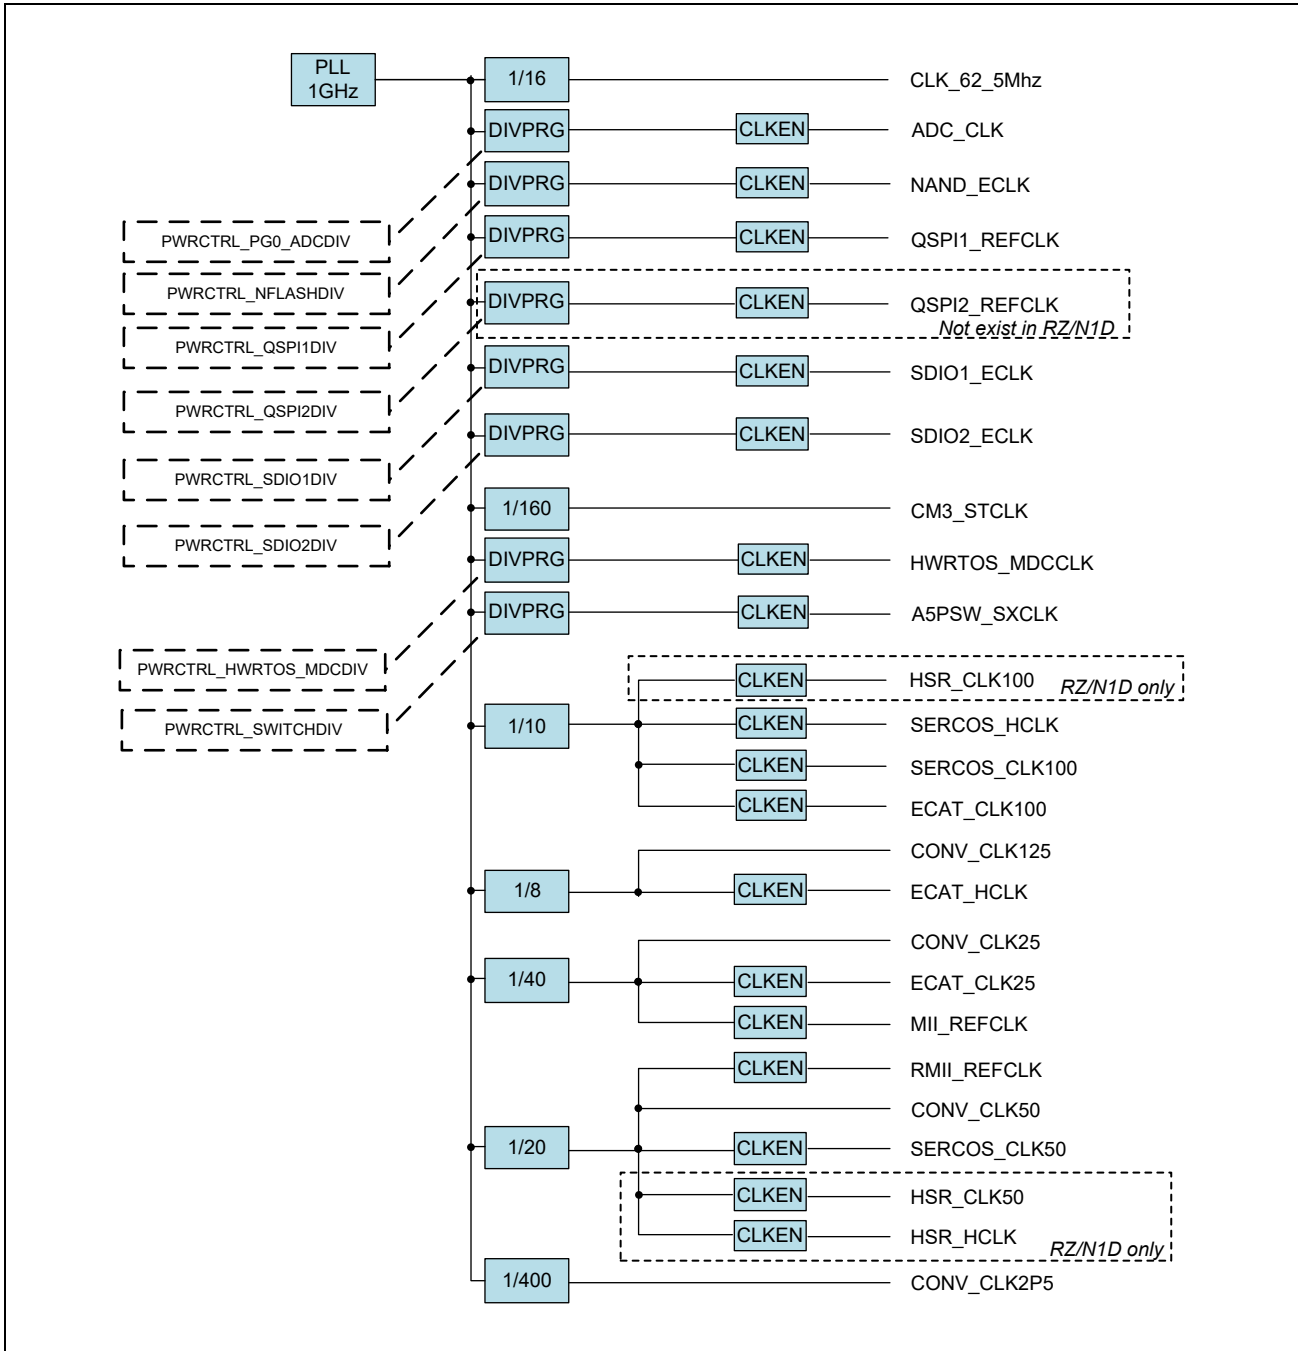 PLL
1GHz
1/16
CLK_62_5Mhz
DIVPRG
CLKEN
ADC_CLK
DIVPRG
CLKEN
NAND_ECLK
PWRCTRL_PG0_ADCDIV
DIVPRG
CLKEN
QSPI1_REFCLK
PWRCTRL_NFLASHDIV
DIVPRG
CLKEN
QSPI2_REFCLK
Not exist in RZ/N1D
PWRCTRL_QSPI1DIV
DIVPRG
CLKEN
SDIO1_ECLK
PWRCTRL_QSPI2DIV
DIVPRG
CLKEN
SDIO2_ECLK
PWRCTRL_SDIO1DIV
1/160
CM3_STCLK
PWRCTRL_SDIO2DIV
DIVPRG
CLKEN
HWRTOS_MDCCLK
DIVPRG
CLKEN
A5PSW_SXCLK
PWRCTRL_HWRTOS_MDCDIV
CLKEN
HSR_CLK100
RZ/N1D only
PWRCTRL_SWITCHDIV
1/10
CLKEN
SERCOS_HCLK
CLKEN
SERCOS_CLK100
CLKEN
ECAT_CLK100
CONV_CLK125
1/8
CLKEN
ECAT_HCLK
CONV_CLK25
1/40
CLKEN
ECAT_CLK25
CLKEN
MII_REFCLK
CLKEN
RMII_REFCLK
CONV_CLK50
1/20
CLKEN
SERCOS_CLK50
CLKEN
HSR_CLK50
CLKEN
HSR_HCLK
RZ/N1D only
1/400
CONV_CLK2P5